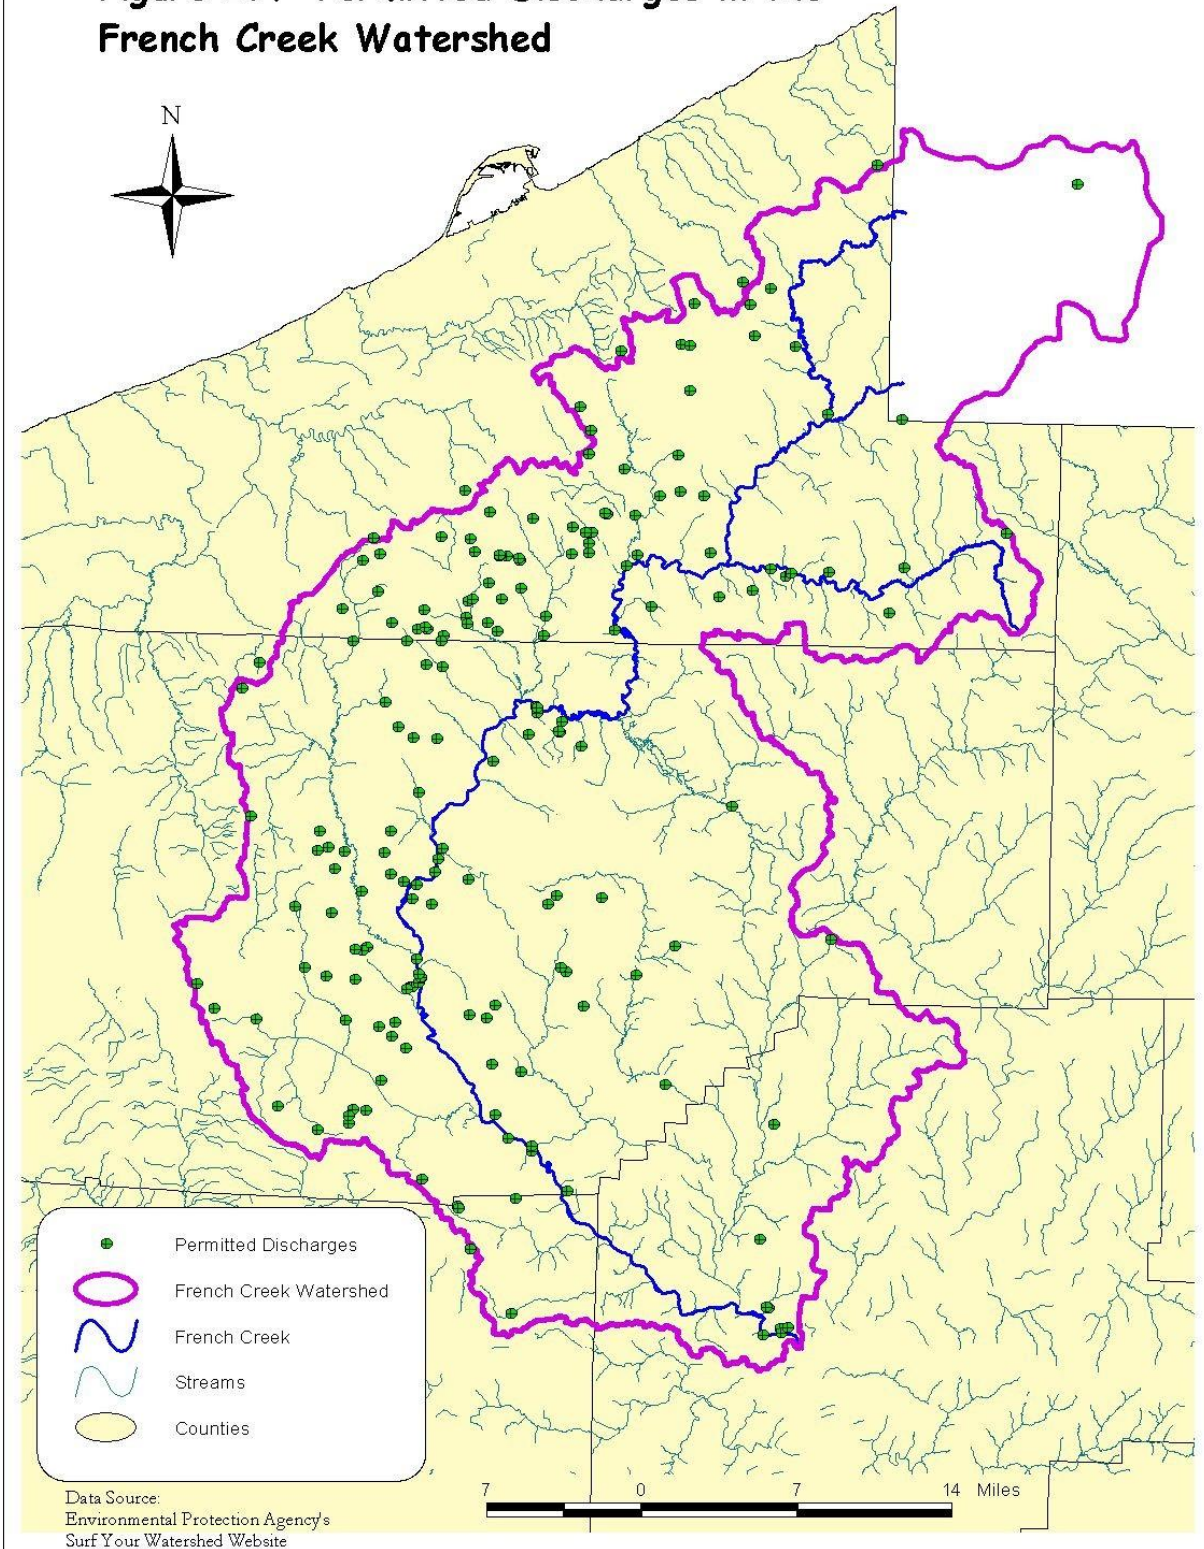 French Creek Watershed
N
Permitted Discharges
French Creek Watershed
French Creek
Streams
Counties
7 0 7 14 Miles
Data Source:
Environmental Protection Agency's
Surf Your Watershed Website